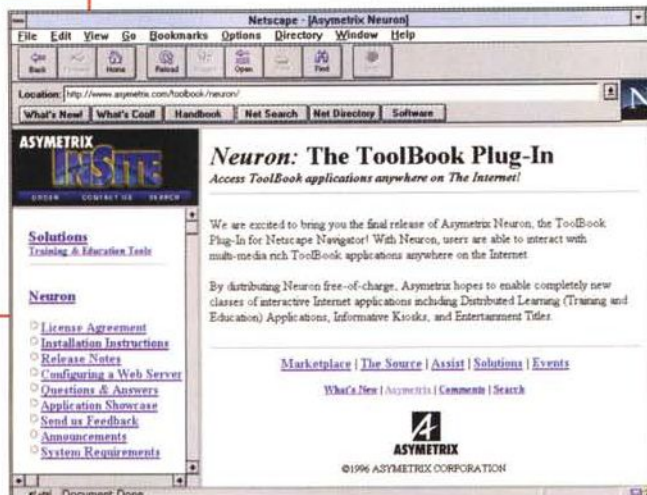 Netscape - [Asymetrix Neuron]
File Edit View Go Bookmarks Options Directory Window Help
Back Home Reload Open Find
Location: http://www.asymetrix.com/toolbook/neuron/
What's New! What's Cool! Handbook Net Search Net Directory Software
N
ASYMETRIX
INSITE
ORDER CONTACT US SEARCH
Solutions
Training & Education Tools
Neuron
License Agreement
Installation Instructions
Release Notes
Configuring a Web Server
Questions & Answers
Application Showcase
Send us Feedback
Announcements
System Requirements
Neuron: The ToolBook Plug-In
Access ToolBook applications anywhere on The Internet!
We are excited to bring you the final release of Asymetrix Neuron, the ToolBook
Plug-In for Netscape Navigator! With Neuron, users are able to interact with
multi-media rich ToolBook applications anywhere on the Internet.
By distributing Neuron free-of-charge, Asymetrix hopes to enable completely new
classes of interactive Internet applications including Distributed Learning (Training and
Education) Applications, Informative Kiosks, and Entertainment Titles.
Marketplace | The Source | Assist | Solutions | Events
What's New | Asymetrix | Comments | Search
ASYMETRIX
©1996 ASYMETRIX CORPORATION
Document Done